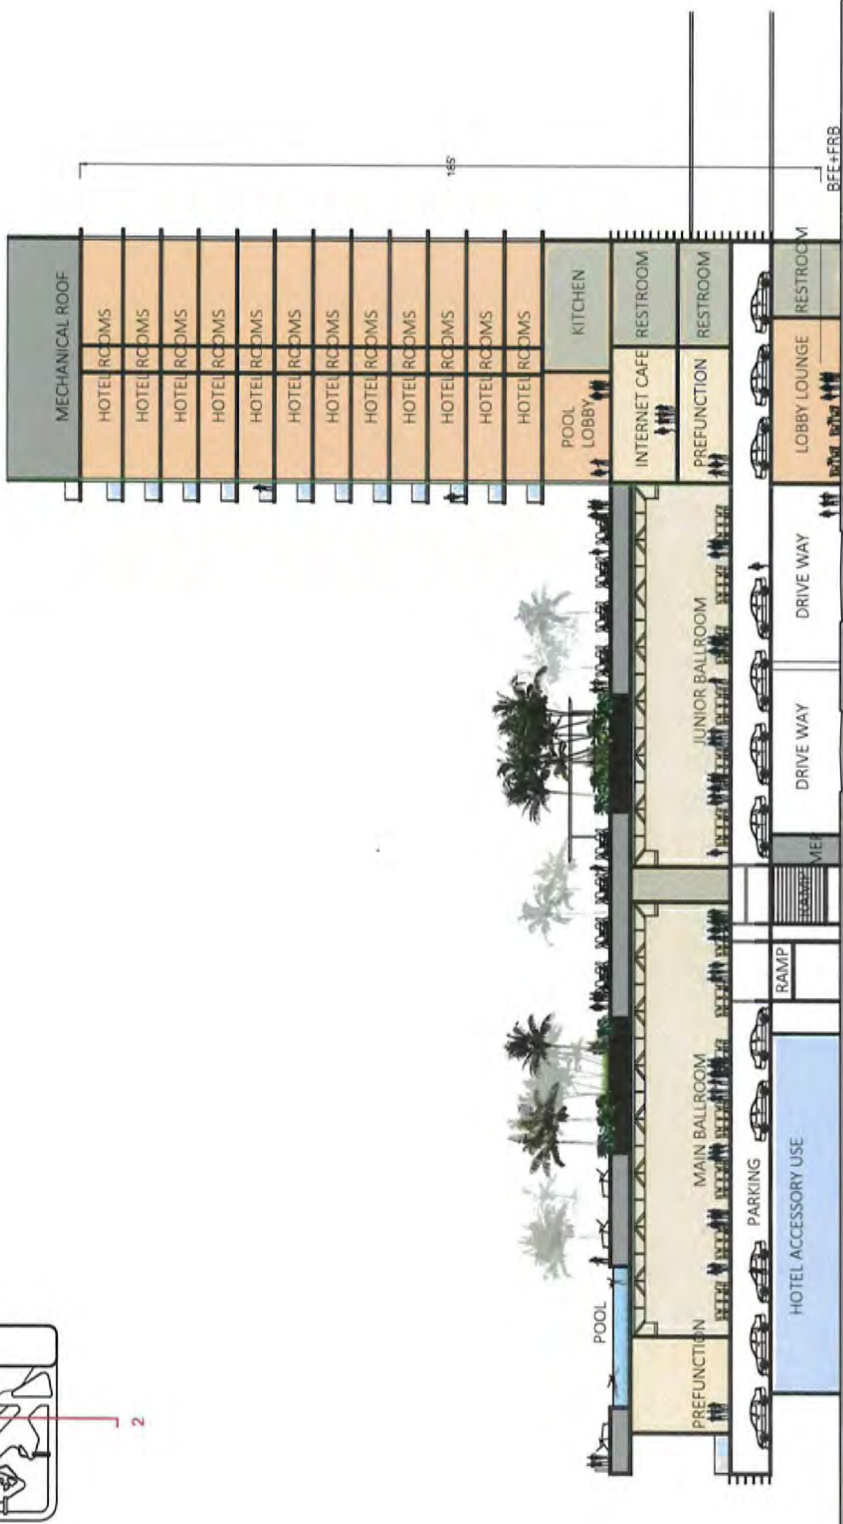 MECHANICAL ROOF
HOTEL ROOMS
HOTEL ROOMS
HOTEL ROOMS
HOTEL ROOMS
HOTEL ROOMS
HOTEL ROOMS
HOTEL ROOMS
HOTEL ROOMS
HOTEL ROOMS
HOTEL ROOMS
HOTEL ROOMS
HOTEL ROOMS
2
POOL
POOL
LOBBY
KITCHEN
INTERNET CAFE
RESTROOM
PREFUNCTION
MAIN BALLROOM
JUNIOR BALLROOM
PREFUNCTION
RESTROOM
PARKING
HOTEL ACCESSORY USE
RAMP
RAMP
MEP
DRIVE WAY
DRIVE WAY
LOBBY LOUNGE
RESTROOM
BFE+FRB